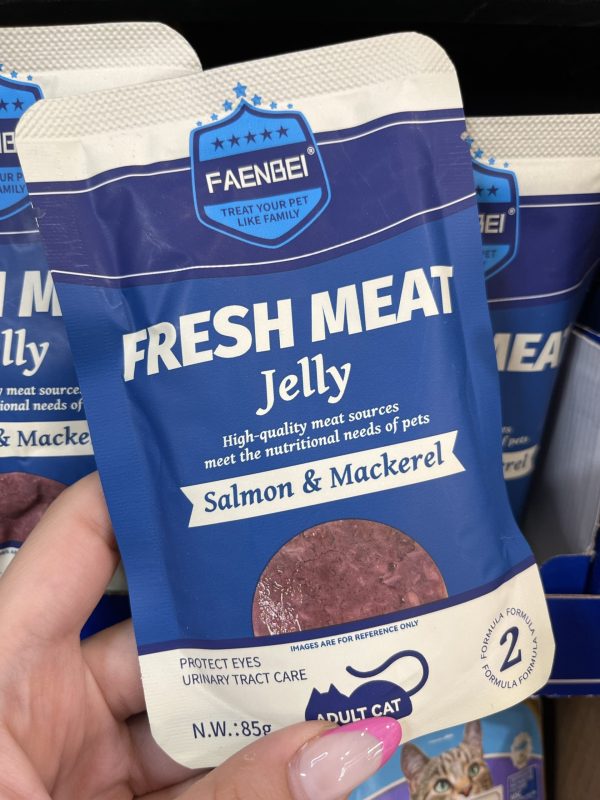 FAENBEI®
TREAT YOUR PET
LIKE FAMILY
FRESH MEAT
Jelly
High-quality meat sources
meet the nutritional needs of pets
Salmon & Mackerel
IMAGES ARE FOR REFERENCE ONLY
PROTECT EYES
URINARY TRACT CARE
N.W.:85g
ADULT CAT
FORMULA FORMULA
2
FORMULA FORMULA